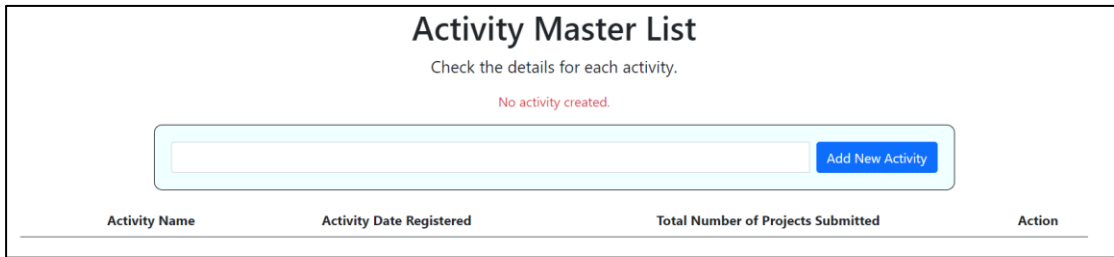 Activity Master List
Check the details for each activity.
No activity created.
Add New Activity
Activity Name Activity Date Registered Total Number of Projects Submitted Action